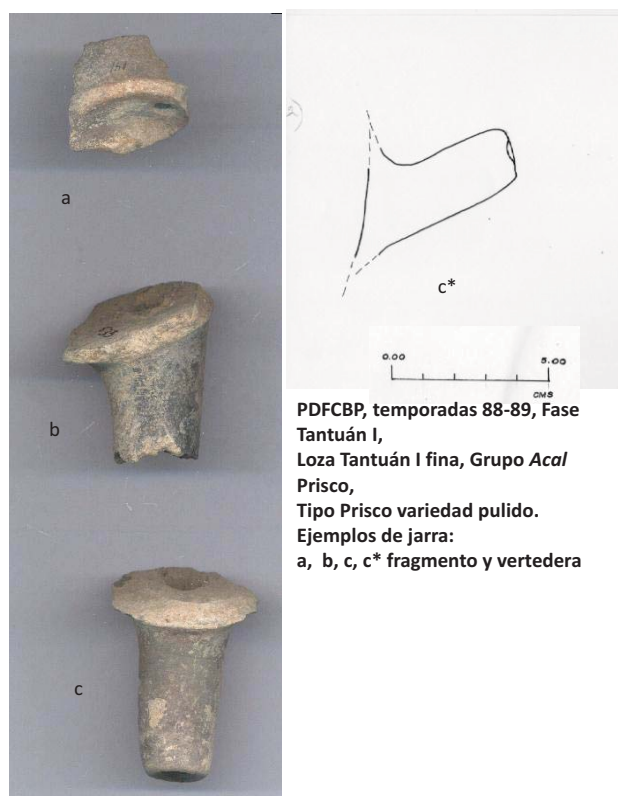 a
b
c
c*
0.00
5.00
CMS
PDFCBP, temporadas 88-89, Fase
Tantuán I,
Loza Tantuán I fina, Grupo Acal
Prisco,
Tipo Prisco variedad pulido.
Ejemplos de jarra:
a, b, c, c* fragmento y vertedera